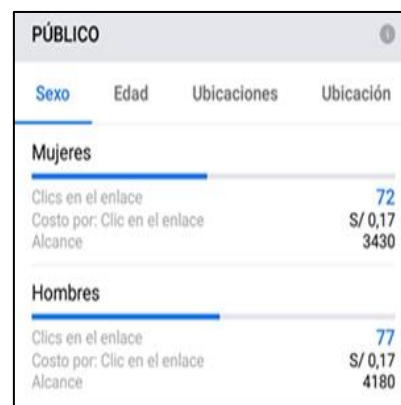 PÚBLICO
Sexo Edad Ubicaciones Ubicación
Mujeres
Clics en el enlace 72
Costo por: Clic en el enlace S/ 0,17
Alcance 3430
Hombres
Clics en el enlace 77
Costo por: Clic en el enlace S/ 0,17
Alcance 4180